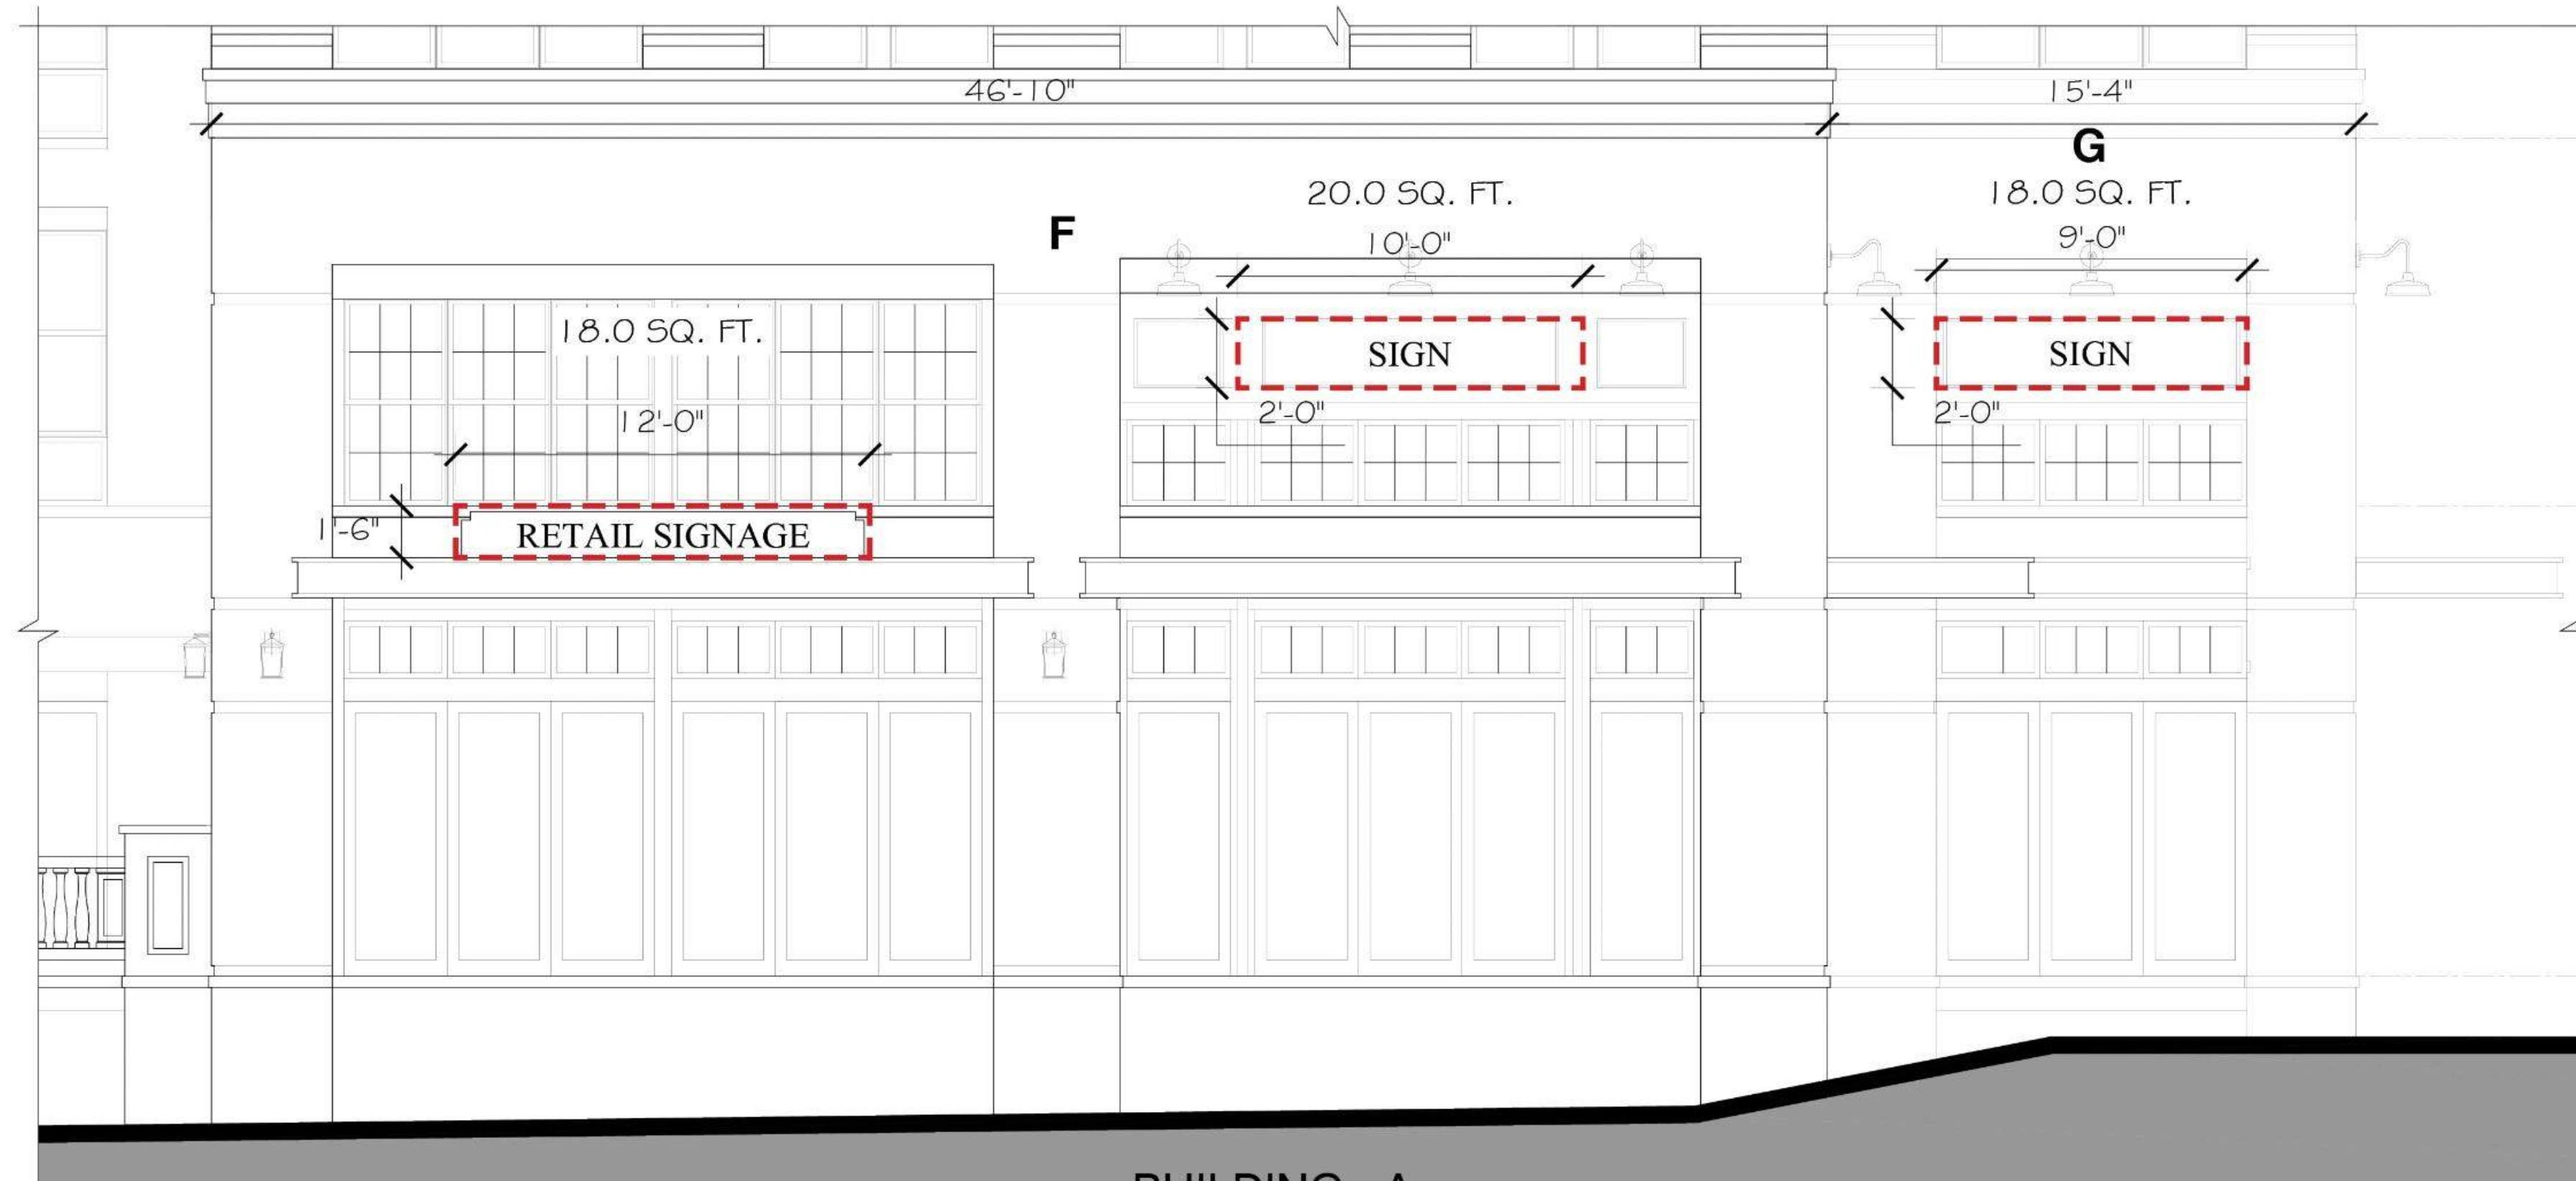 46'-10"
15'-4"
G
20.0 SQ. FT.
18.0 SQ. FT.
F
10'-0"
9'-0"
18.0 SQ. FT.
SIGN
SIGN
12'-0"
2'-0"
2'-0"
1'-6"
RETAIL SIGNAGE
BUILDING - A